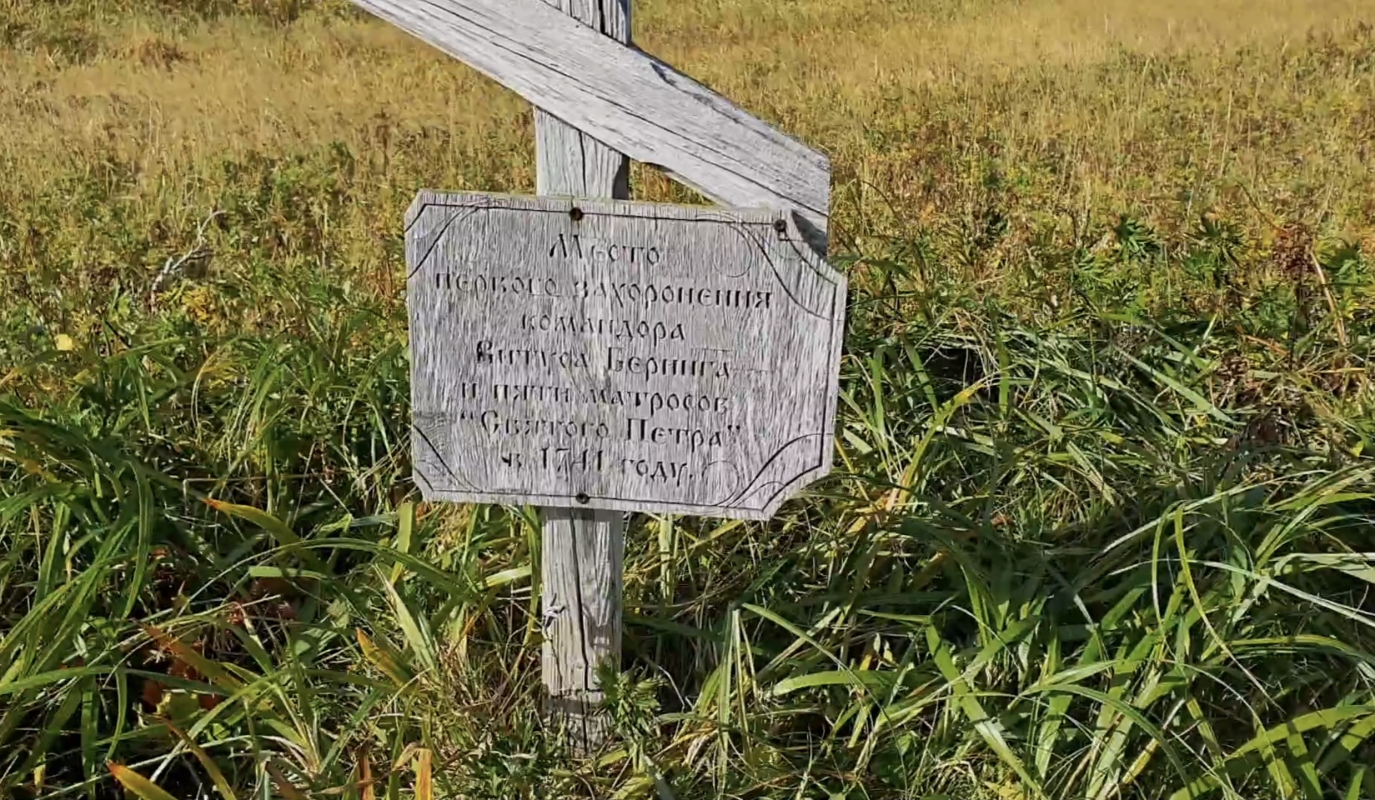 Место
первого захоронения
командора
Витуса Беринга
и пяти матросов
"Святого Петра"
в 1741 году.